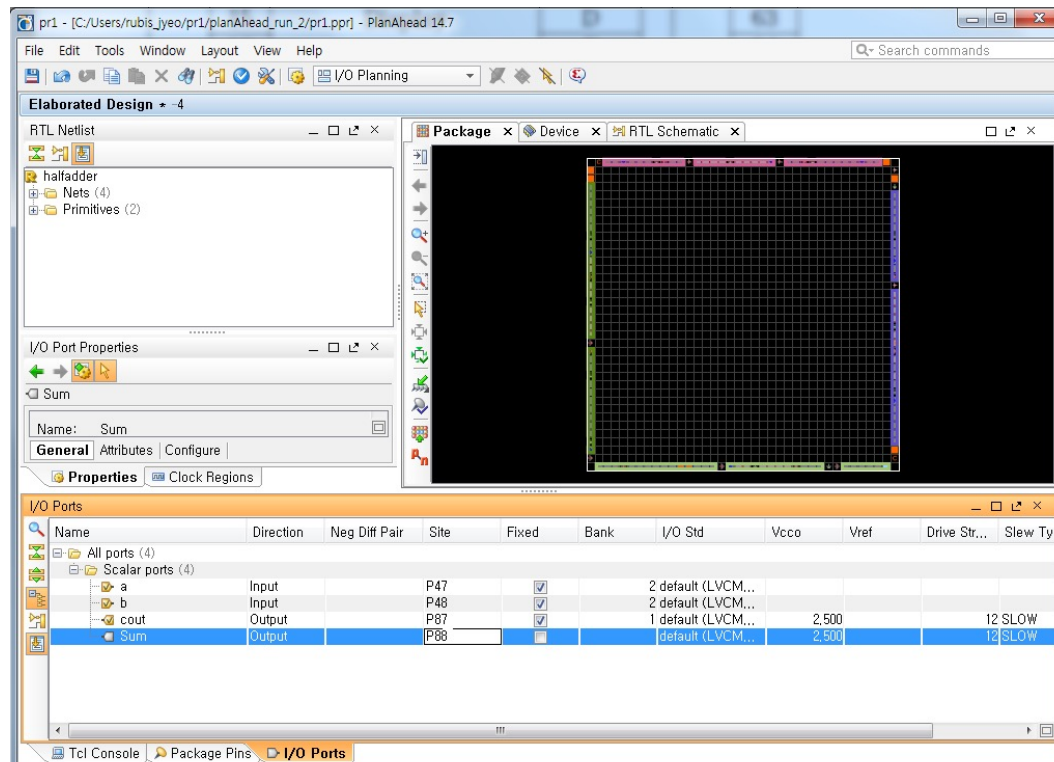 D 63
pr1 - [C:/Users/rubis_jyeo/pr1/planAhead_run_2/pr1.ppr] - PlanAhead 14.7
File Edit Tools Window Layout View Help
Search commands
I/O Planning
Elaborated Design * -4
RTL Netlist
Package Device RTL Schematic
halfadder
Nets (4)
Primitives (2)
I/O Port Properties
Sum
Name: Sum
General Attributes Configure
Properties Clock Regions
I/O Ports
Name Direction Neg Diff Pair Site Fixed Bank I/O Std Vcco Vref Drive Str... Slew Ty
All ports (4)
Scalar ports (4)
a Input P47 2 default (LVCM...
b Input P48 2 default (LVCM...
cout Output P87 1 default (LVCM... 2,500 12 SLOW
Sum Output P88 default (LVCM... 2,500 12 SLOW
Tcl Console Package Pins I/O Ports